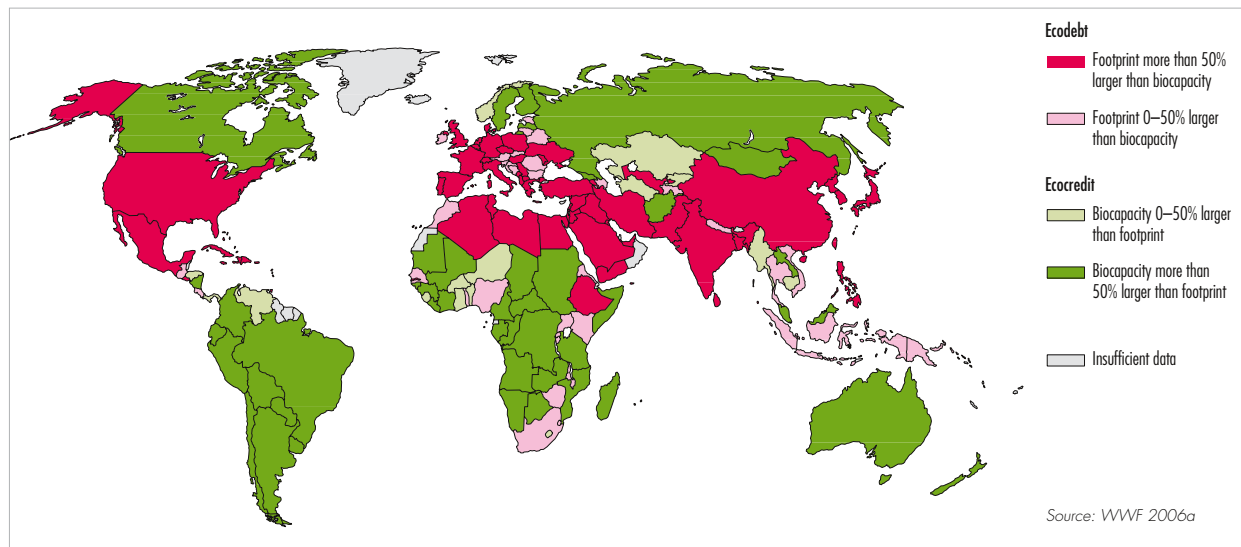 Ecodebt
Footprint more than 50%
larger than biocapacity
Footprint 0–50% larger
than biocapacity
Ecocredit
Biocapacity 0–50% larger
than footprint
Biocapacity more than
50% larger than footprint
Insufficient data
Source: WWF 2006a